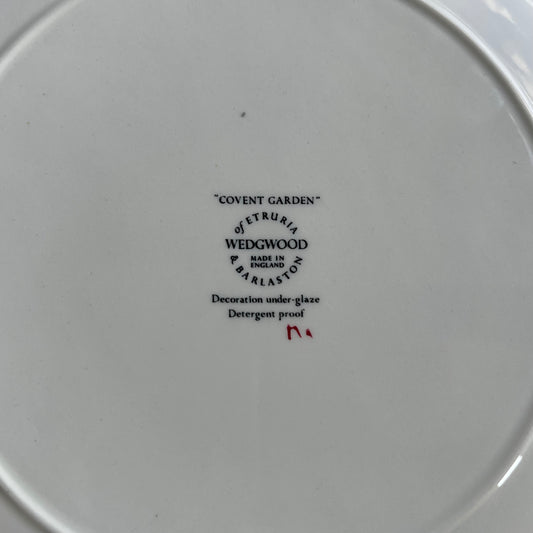 "COVENT GARDEN"
of ETRURIA
WEDGWOOD
MADE IN
ENGLAND
& BARLASTON
Decoration under-glaze
Detergent proof